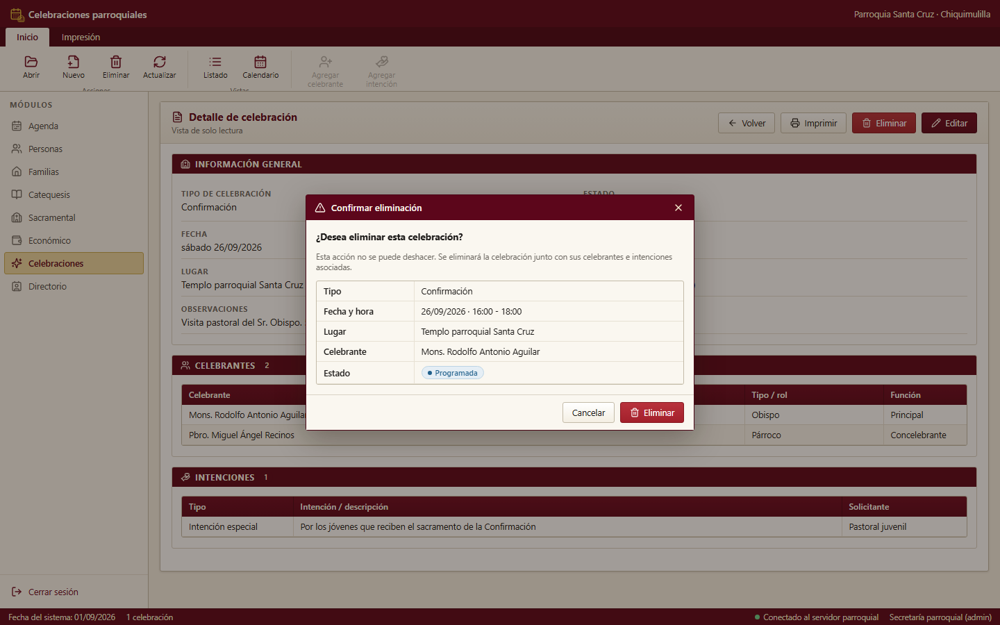 Celebraciones parroquiales
Parroquia Santa Cruz · Chiquimulilla
Inicio
Impresión
Abrir
Nuevo
Eliminar
Actualizar
Acciones
Listado
Calendario
Vistas
Agregar
celebrante
Agregar
intención
MÓDULOS
Agenda
Personas
Familias
Catequesis
Sacramental
Económico
Celebraciones
Directorio
Cerrar sesión
Detalle de celebración
Vista de solo lectura
Volver
Imprimir
Eliminar
Editar
INFORMACIÓN GENERAL
TIPO DE CELEBRACIÓN
Confirmación
ESTADO
FECHA
sábado 26/09/2026
LUGAR
Templo parroquial Santa Cruz
OBSERVACIONES
Visita pastoral del Sr. Obispo.
Confirmar eliminación
¿Desea eliminar esta celebración?
Esta acción no se puede deshacer. Se eliminará la celebración junto con sus celebrantes e intenciones
asociadas.
Tipo Confirmación
Fecha y hora 26/09/2026 · 16:00 - 18:00
Lugar Templo parroquial Santa Cruz
Celebrante Mons. Rodolfo Antonio Aguilar
Estado Programada
Cancelar
Eliminar
CELEBRANTES 2
Celebrante Tipo / rol Función
Mons. Rodolfo Antonio Aguilar Obispo Principal
Pbro. Miguel Ángel Recinos Párroco Concelebrante
INTENCIONES 1
Tipo Intención / descripción Solicitante
Intención especial Por los jóvenes que reciben el sacramento de la Confirmación Pastoral juvenil
Fecha del sistema: 01/09/2026 1 celebración
Conectado al servidor parroquial Secretaría parroquial (admin)